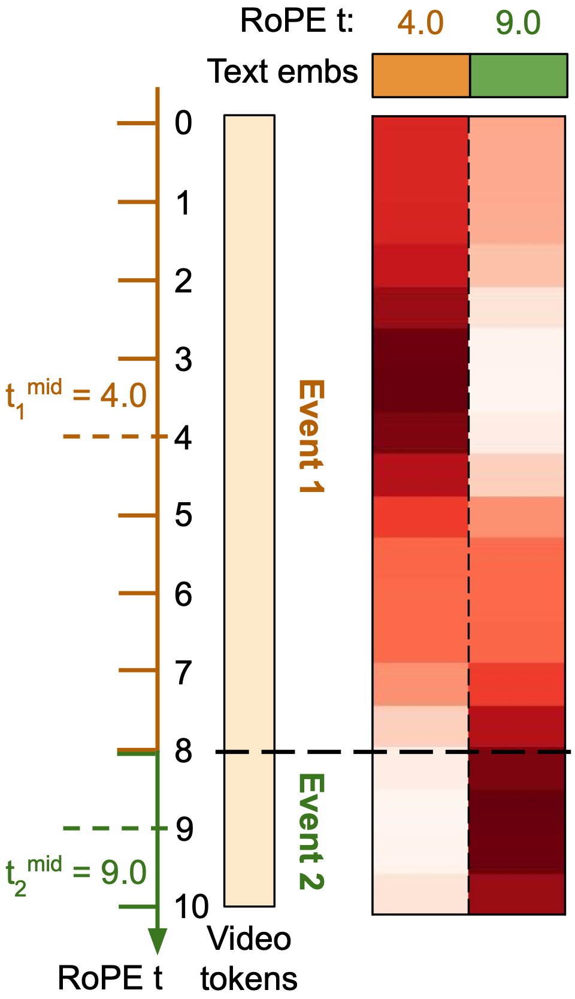 RoPE t: 4.0 9.0
Text embs
0
1
2
3
t₁ᵐⁱᵈ = 4.0
4
5
6
7
8
9
t₂ᵐⁱᵈ = 9.0
10
Event 1
Event 2
Video
tokens
RoPE t